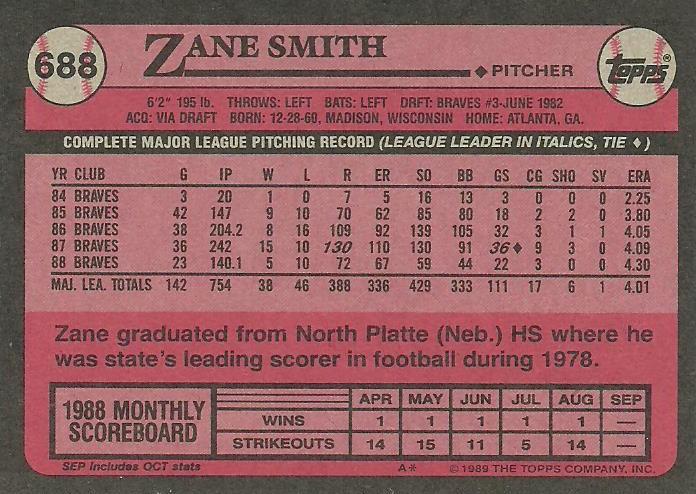 688
ZANE SMITH
◆ PITCHER
topps®
6'2" 195 lb. THROWS: LEFT BATS: LEFT DRFT: BRAVES #3-JUNE 1982
ACQ: VIA DRAFT BORN: 12-28-60, MADISON, WISCONSIN HOME: ATLANTA, GA.
COMPLETE MAJOR LEAGUE PITCHING RECORD (LEAGUE LEADER IN ITALICS, TIE ♦)
YR CLUB G IP W L R ER SO BB GS CG SHO SV ERA
84 BRAVES 3 20 1 0 7 5 16 13 3 0 0 0 2.25
85 BRAVES 42 147 9 10 70 62 85 80 18 2 2 0 3.80
86 BRAVES 38 204.2 8 16 109 92 139 105 32 3 1 1 4.05
87 BRAVES 36 242 15 10 130 110 130 91 36♦ 9 3 0 4.09
88 BRAVES 23 140.1 5 10 72 67 59 44 22 3 0 0 4.30
MAJ. LEA. TOTALS 142 754 38 46 388 336 429 333 111 17 6 1 4.01
Zane graduated from North Platte (Neb.) HS where he
was state's leading scorer in football during 1978.
1988 MONTHLY
SCOREBOARD
APR MAY JUN JUL AUG SEP
WINS 1 1 1 1 1 —
STRIKEOUTS 14 15 11 5 14 —
SEP Includes OCT stats A* © 1989 THE TOPPS COMPANY, INC.